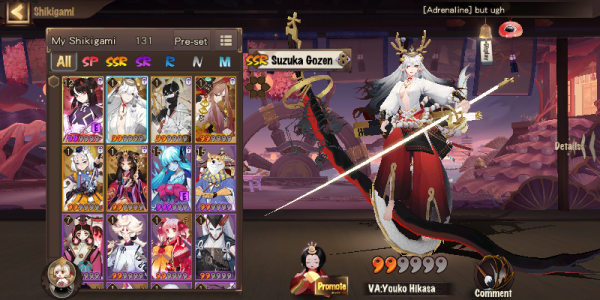 Shikigami
[Adrenaline] but ugh
My Shikigami 131 Pre-set
All SP SSR SR R N M
SSR Suzuka Gozen
Details
Promote
VA:Youko Hikasa
Comment